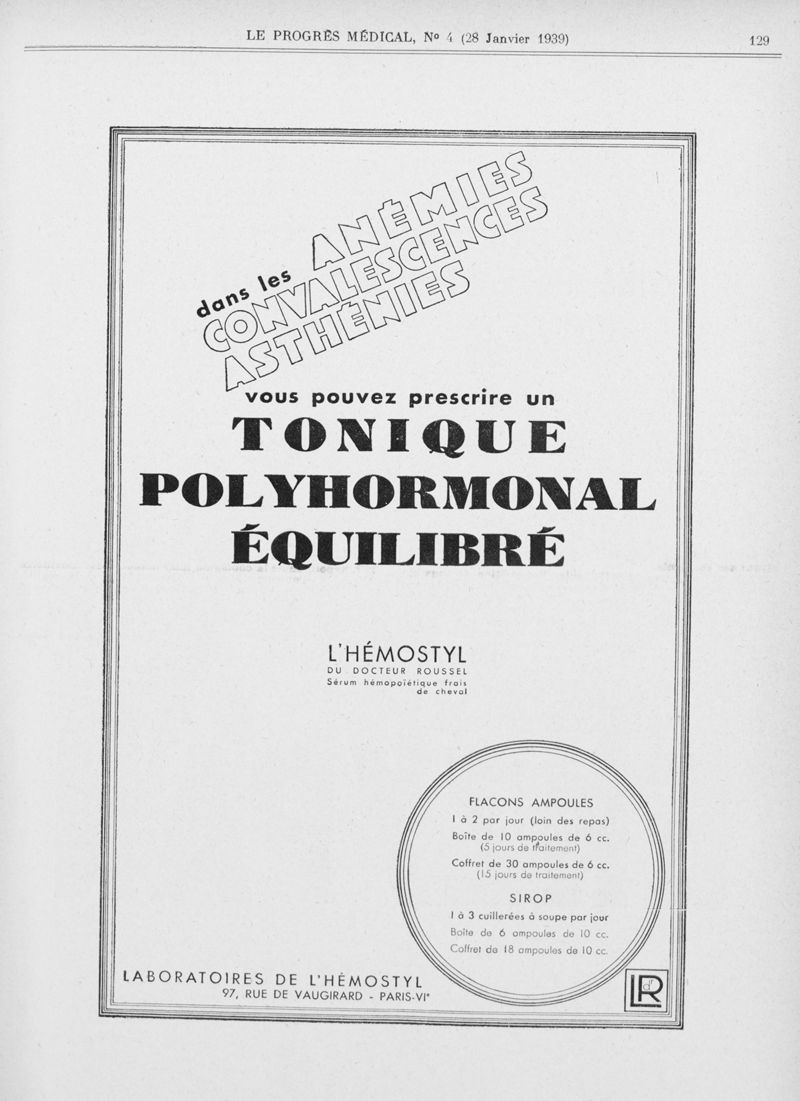 LE PROGRÈS MÉDICAL, Nº 4 (28 Janvier 1939)
129
dans les ANÉMIES
CONVALESCENCES
ASTHÉNIES
vous pouvez prescrire un
TONIQUE
POLYHORMONAL
ÉQUILIBRÉ
L'HÉMOSTYL
DU DOCTEUR ROUSSEL
Sérum hémopoïétique frais
de cheval
FLACONS AMPOULES
1 à 2 par jour (loin des repas)
Boîte de 10 ampoules de 6 cc.
(5 jours de traitement)
Coffret de 30 ampoules de 6 cc.
(15 jours de traitement)
SIROP
1 à 3 cuillerées à soupe par jour
Boîte de 6 ampoules de 10 cc.
Coffret de 18 ampoules de 10 cc.
LABORATOIRES DE L'HÉMOSTYL
97, RUE DE VAUGIRARD - PARIS-VIᵉ
LdʳR